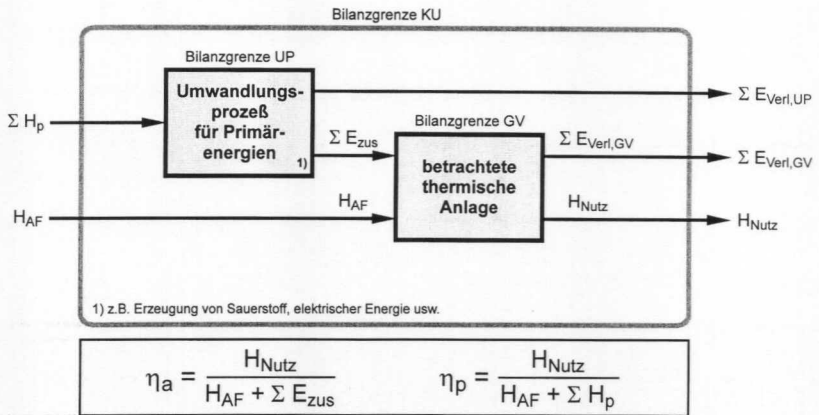 Bilanzgrenze KU
Bilanzgrenze UP
Umwandlungs-
prozeß
für Primär-
energien
1)
Σ H_p
Σ E_Verl,UP
Bilanzgrenze GV
Σ E_zus
betrachtete
thermische
Anlage
Σ E_Verl,GV
Σ E_Verl,GV
H_AF
H_AF
H_Nutz
H_Nutz
1) z.B. Erzeugung von Sauerstoff, elektrischer Energie usw.
η_a = H_Nutz / (H_AF + Σ E_zus)
η_p = H_Nutz / (H_AF + Σ H_p)